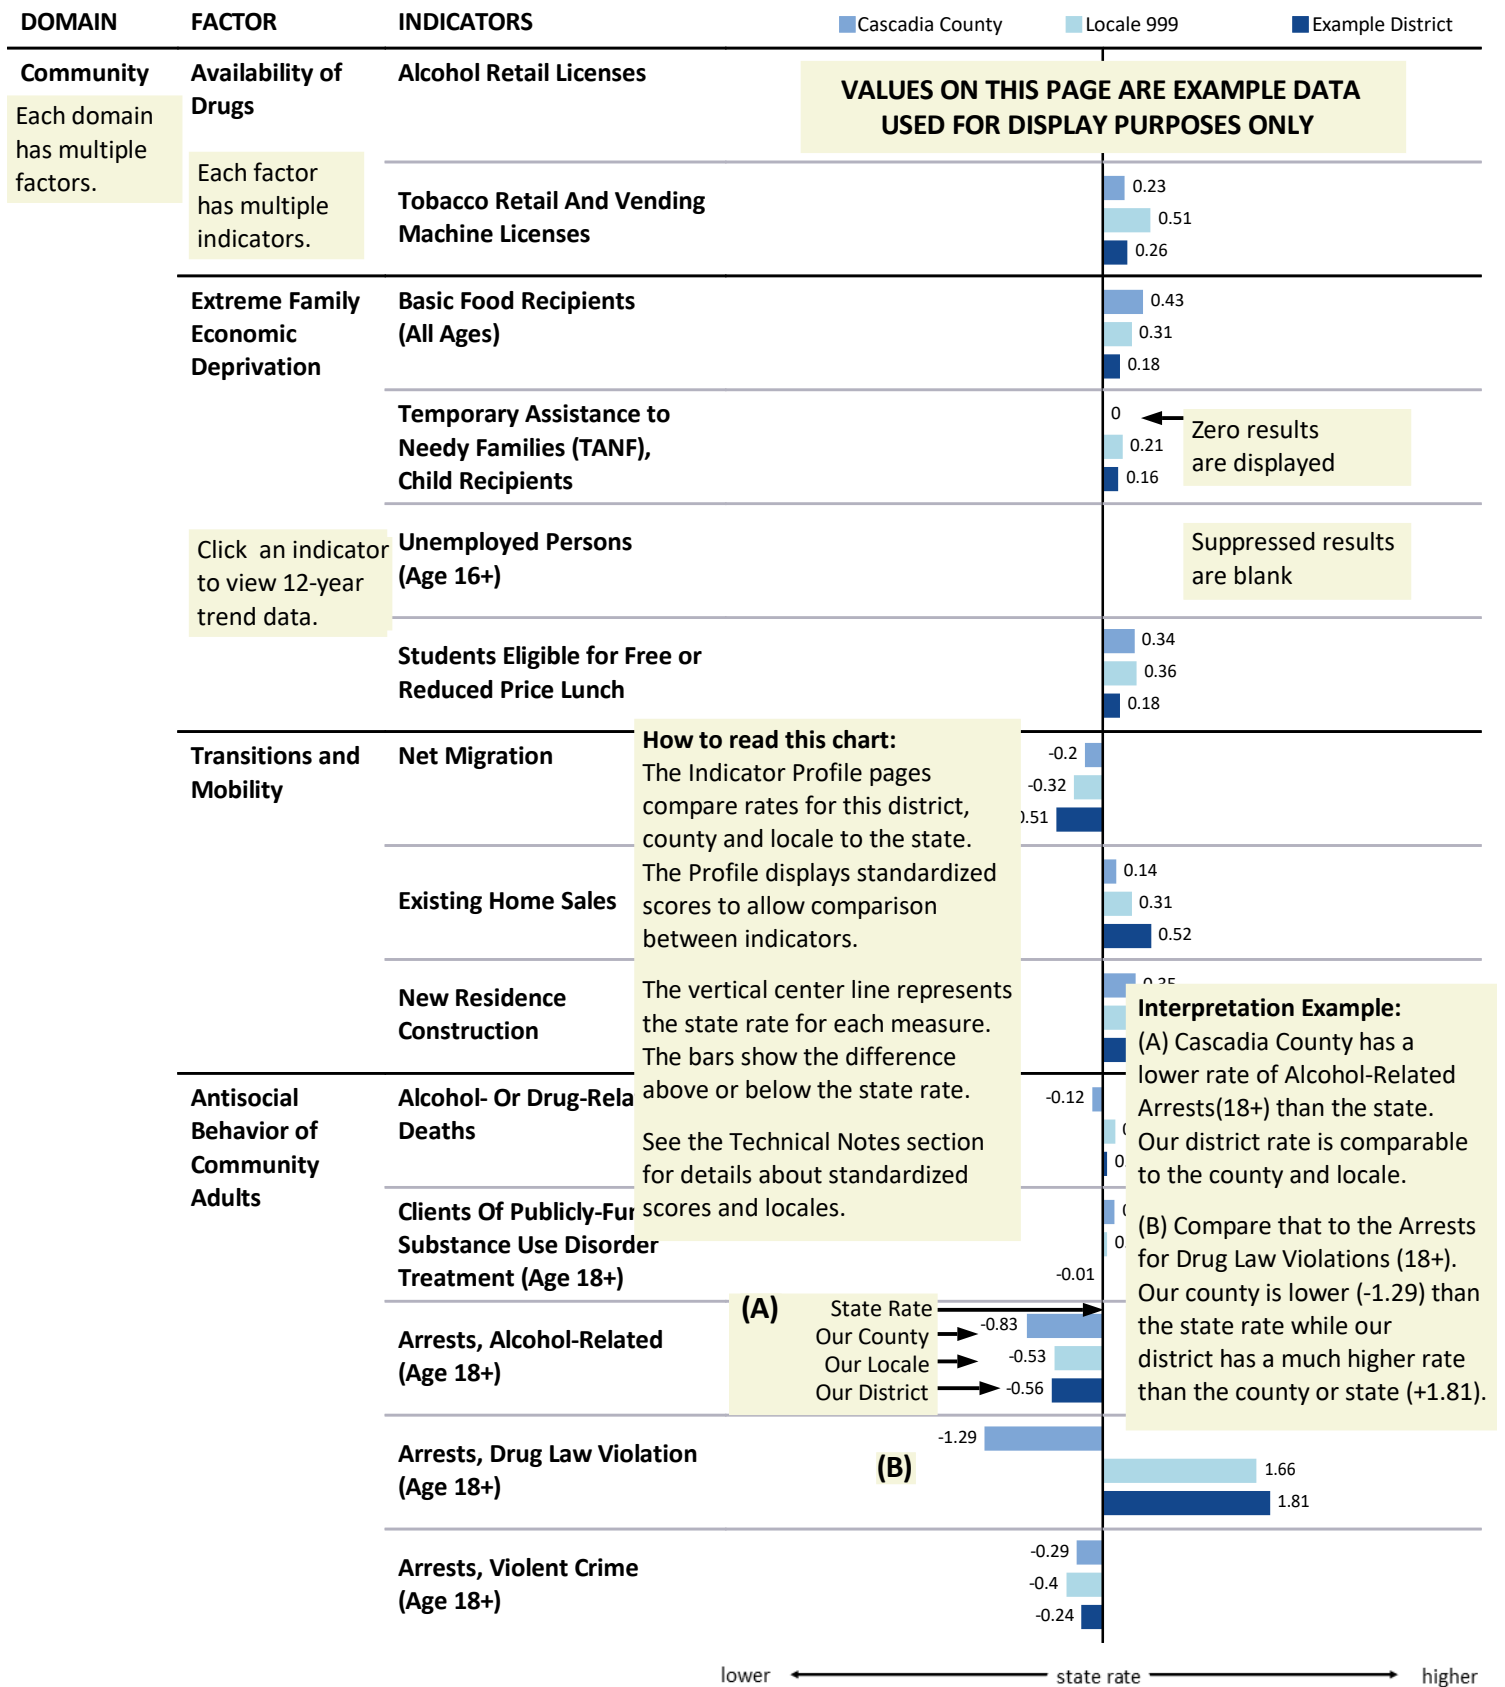 DOMAIN FACTOR INDICATORS Cascadia County Locale 999 Example District
Community
Each domain
has multiple
factors.
Availability of
Drugs
Each factor
has multiple
indicators.
Alcohol Retail Licenses
VALUES ON THIS PAGE ARE EXAMPLE DATA
USED FOR DISPLAY PURPOSES ONLY
Tobacco Retail And Vending
Machine Licenses
0.23
0.51
0.26
Extreme Family
Economic
Deprivation
Basic Food Recipients
(All Ages)
0.43
0.31
0.18
Temporary Assistance to
Needy Families (TANF),
Child Recipients
0
0.21
0.16
Zero results
are displayed
Click an indicator
to view 12-year
trend data.
Unemployed Persons
(Age 16+)
Suppressed results
are blank
Students Eligible for Free or
Reduced Price Lunch
0.34
0.36
0.18
Transitions and
Mobility
Net Migration
-0.2
-0.32
.51
Existing Home Sales
0.14
0.31
0.52
New Residence
Construction
How to read this chart:
The Indicator Profile pages
compare rates for this district,
county and locale to the state.
The Profile displays standardized
scores to allow comparison
between indicators.
The vertical center line represents
the state rate for each measure.
The bars show the difference
above or below the state rate.
See the Technical Notes section
for details about standardized
scores and locales.
Antisocial
Behavior of
Community
Adults
Alcohol- Or Drug-Rela
Deaths
-0.12
0.
Clients Of Publicly-Fu
Substance Use Disorder
Treatment (Age 18+)
0.
-0.01
Interpretation Example:
(A) Cascadia County has a
lower rate of Alcohol-Related
Arrests(18+) than the state.
Our district rate is comparable
to the county and locale.
(B) Compare that to the Arrests
for Drug Law Violations (18+).
Our county is lower (-1.29) than
the state rate while our
district has a much higher rate
than the county or state (+1.81).
Arrests, Alcohol-Related
(Age 18+)
(A)
State Rate
Our County
Our Locale
Our District
-0.83
-0.53
-0.56
Arrests, Drug Law Violation
(Age 18+)
(B)
-1.29
1.66
1.81
Arrests, Violent Crime
(Age 18+)
-0.29
-0.4
-0.24
lower state rate higher